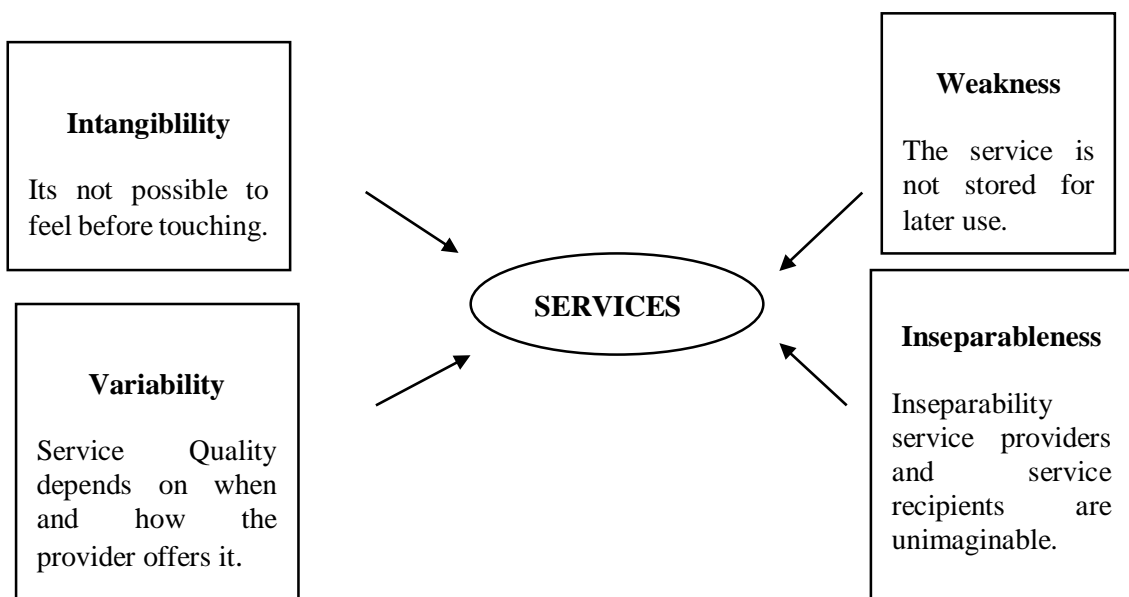 Intangiblility
Its not possible to
feel before touching.
Weakness
The service is
not stored for
later use.
SERVICES
Variability
Service Quality
depends on when
and how the
provider offers it.
Inseparableness
Inseparability
service providers
and service
recipients are
unimaginable.